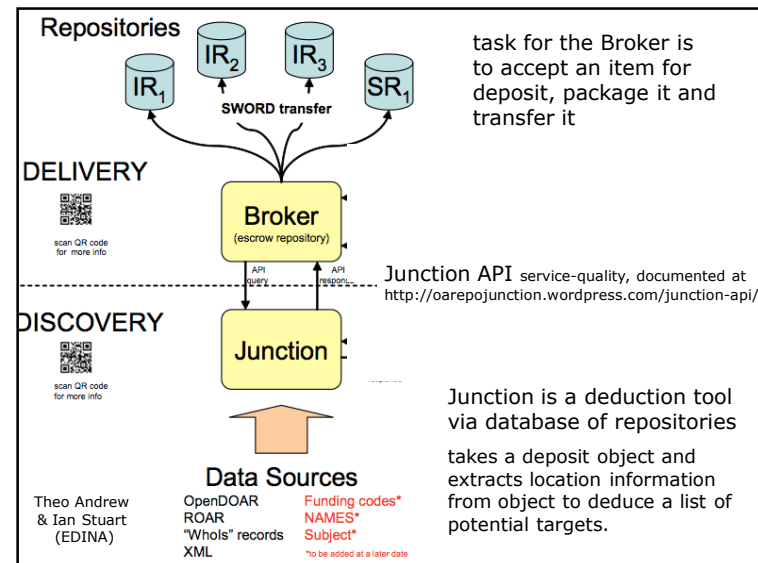 Repositories
IR1
IR2
IR3
SR1
SWORD transfer
task for the Broker is
to accept an item for
deposit, package it and
transfer it
DELIVERY
scan QR code
for more info
Broker
(escrow repository)
API
query
API
Junction API service-quality, documented at
http://oarepojunction.wordpress.com/junction-api/
DISCOVERY
scan QR code
for more info
Junction
Junction is a deduction tool
via database of repositories
takes a deposit object and
extracts location information
from object to deduce a list of
potential targets.
Data Sources
OpenDOAR
ROAR
"WhoIs" records
XML
Funding codes*
NAMES*
Subject*
*to be added at a later date
Theo Andrew
& Ian Stuart
(EDINA)